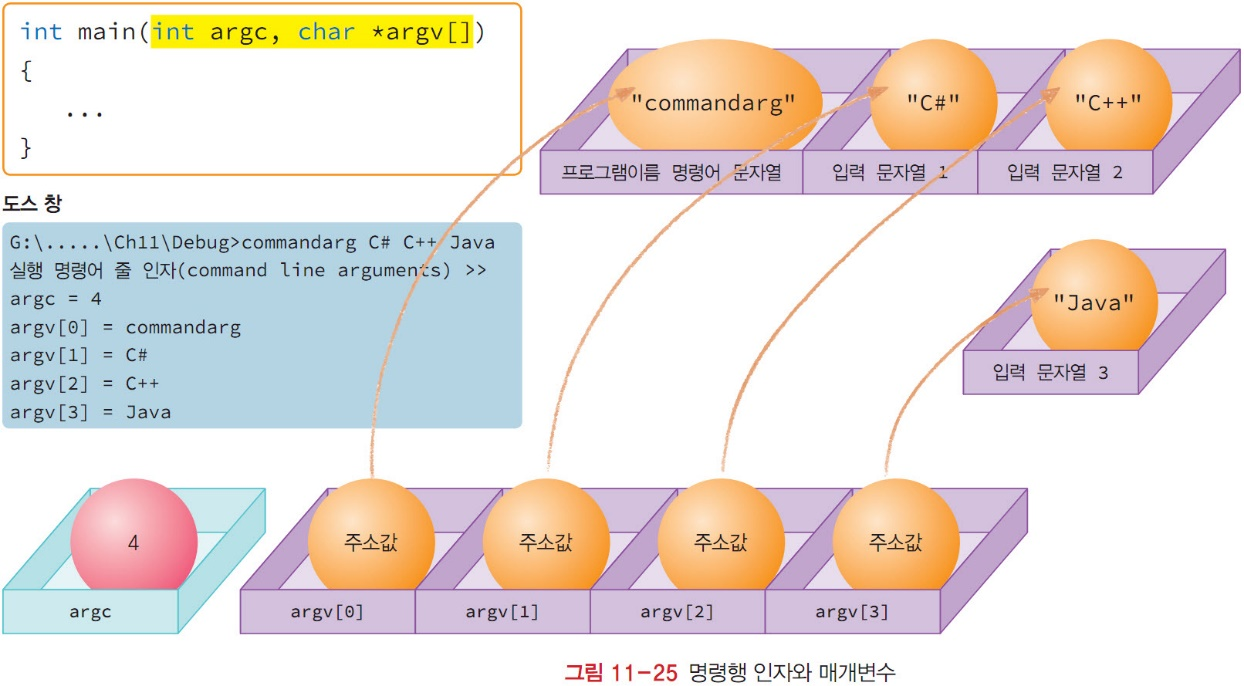 int main(int argc, char *argv[])
{
...
}
도스 창
G:\.....\Ch11\Debug>commandarg C# C++ Java
실행 명령어 줄 인자(command line arguments) >>
argc = 4
argv[0] = commandarg
argv[1] = C#
argv[2] = C++
argv[3] = Java
"commandarg" "C#" "C++"
프로그램이름 명령어 문자열 입력 문자열 1 입력 문자열 2
"Java"
입력 문자열 3
4 주소값 주소값 주소값 주소값
argc argv[0] argv[1] argv[2] argv[3]
그림 11-25 명령행 인자와 매개변수